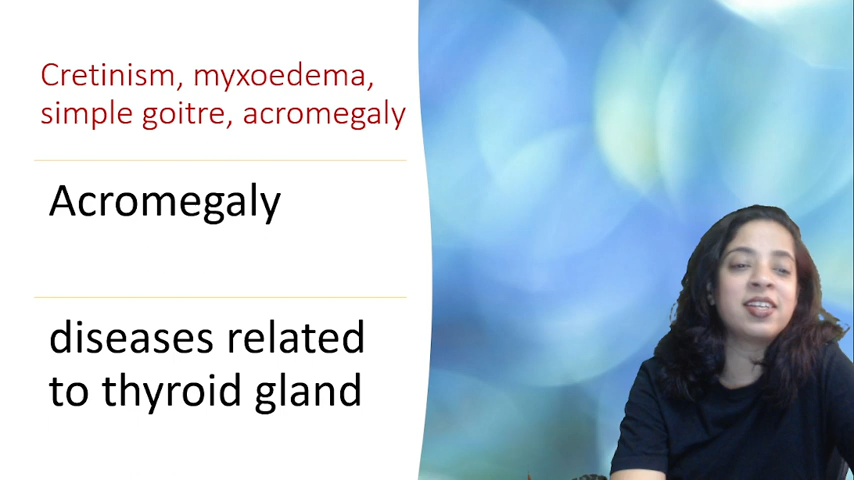 Cretinism, myxoedema,
simple goitre, acromegaly
Acromegaly
diseases related
to thyroid gland